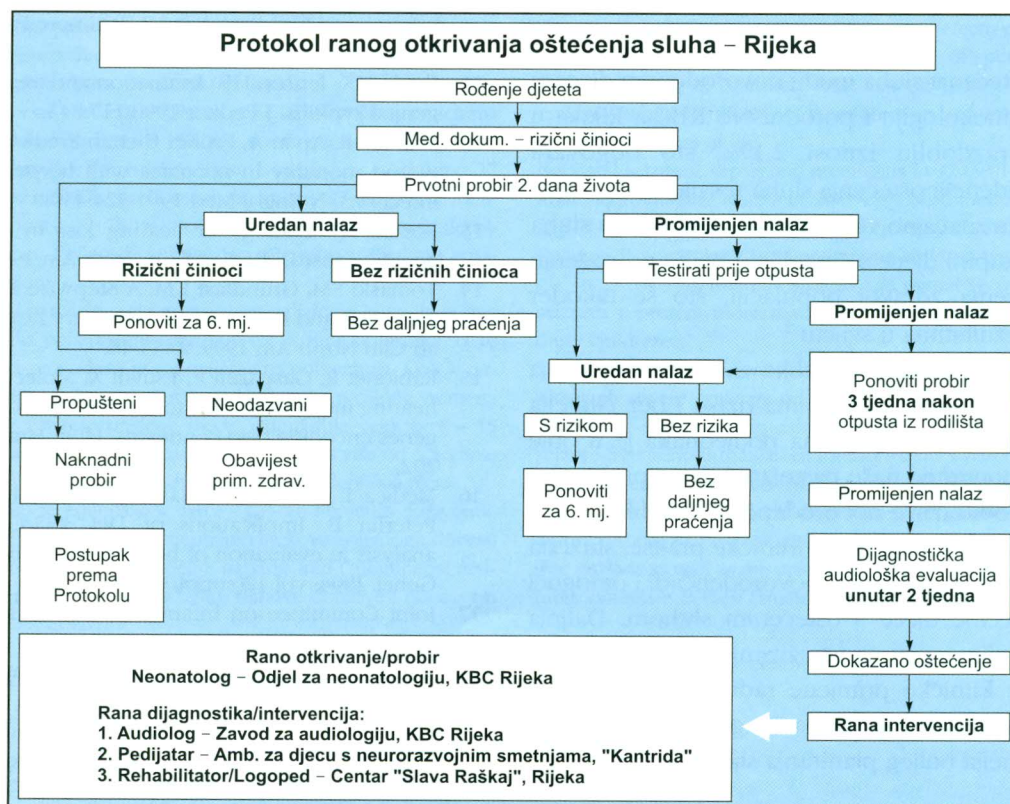 Protokol ranog otkrivanja oštećenja sluha – Rijeka
Rođenje djeteta
Med. dokum. – rizični činioci
Prvotni probir 2. dana života
Uredan nalaz
Rizični činioci
Ponoviti za 6. mj.
Bez rizičnih činioca
Bez daljnjeg praćenja
Propušteni
Naknadni
probir
Postupak
prema
Protokolu
Neodazvani
Obavijest
prim. zdrav.
Promijenjen nalaz
Testirati prije otpusta
Uredan nalaz
S rizikom
Ponoviti
za 6. mj.
Bez rizika
Bez
daljnjeg
praćenja
Promijenjen nalaz
Ponoviti probir
3 tjedna nakon
otpusta iz rodilišta
Promijenjen nalaz
Dijagnostička
audiološka evaluacija
unutar 2 tjedna
Dokazano oštećenje
Rana intervencija
Rano otkrivanje/probir
Neonatolog – Odjel za neonatologiju, KBC Rijeka
Rana dijagnostika/intervencija:
1. Audiolog – Zavod za audiologiju, KBC Rijeka
2. Pedijatar – Amb. za djecu s neurorazvojnim smetnjama, "Kantrida"
3. Rehabilitator/Logoped – Centar "Slava Raškaj", Rijeka